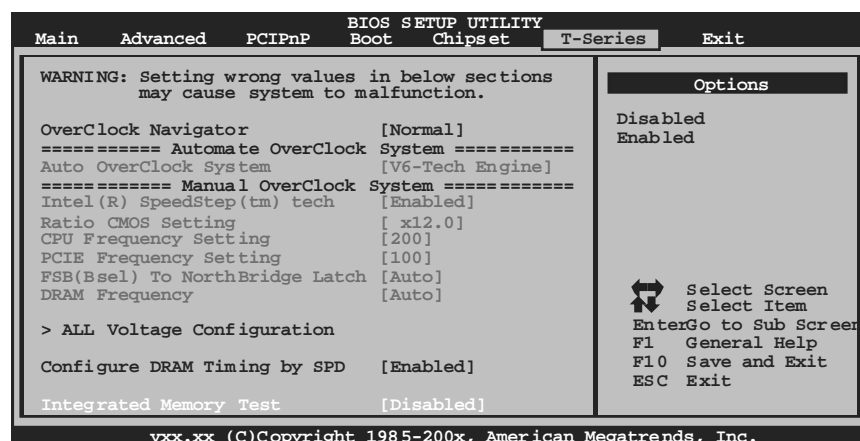 BIOS SETUP UTILITY
Main Advanced PCIPnP Boot Chipset T-Series Exit
WARNING: Setting wrong values in below sections
may cause system to malfunction.
OverClock Navigator [Normal]
=========== Automate OverClock System ===========
Auto OverClock System [V6-Tech Engine]
============ Manual OverClock System ============
Intel(R) SpeedStep(tm) tech [Enabled]
Ratio CMOS Setting [ x12.0]
CPU Frequency Setting [200]
PCIE Frequency Setting [100]
FSB(Bsel) To NorthBridge Latch [Auto]
DRAM Frequency [Auto]
> ALL Voltage Configuration
Configure DRAM Timing by SPD [Enabled]
Integrated Memory Test [Disabled]
Options
Disabled
Enabled
Select Screen
Select Item
EnterGo to Sub Screen
F1 General Help
F10 Save and Exit
ESC Exit
vxx.xx (C)Copyright 1985-200x, American Megatrends, Inc.